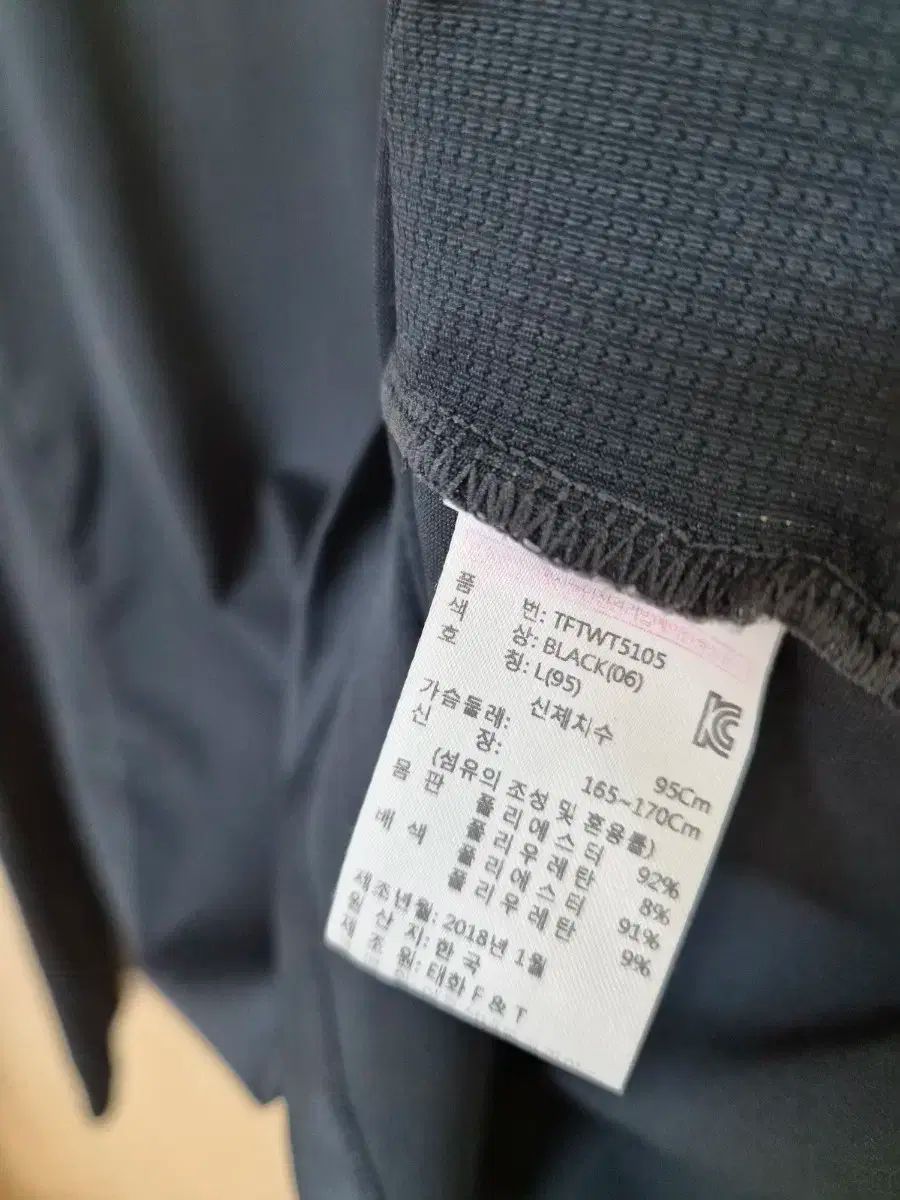 품 번: TFTWT5105
색 상: BLACK(06)
호 칭: L(95)
신체치수
가슴둘레: 95Cm
신 장: 165~170Cm
(섬유의 조성 및 혼용률)
몸 판 폴리에스터 92%
폴리우레탄 8%
배 색 폴리에스터 91%
폴리우레탄 9%
제조년월: 2018년 1월
원 산 지: 한 국
제 조 원: 태화 F & T